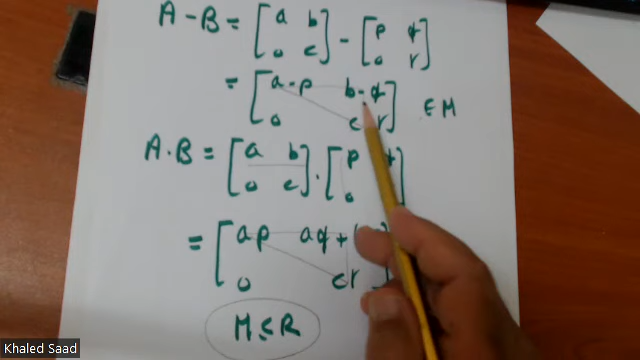 A-B = [a b 0 c] - [p q 0 r]
= [a-p b-q 0 c-r] ∈ M
A.B = [a b 0 c] . [p q 0
= [ap aq+ 0 cr
M ≤ R
Khaled Saad